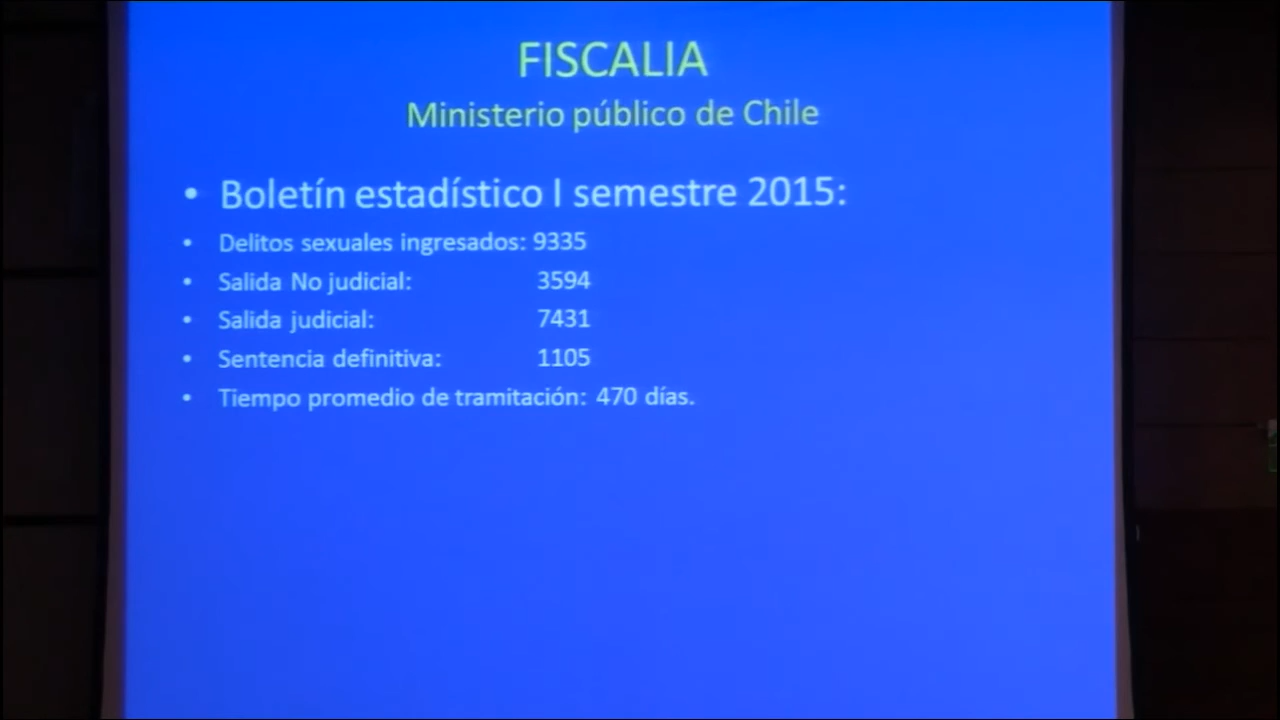 FISCALIA
Ministerio público de Chile
• Boletín estadístico I semestre 2015:
• Delitos sexuales ingresados: 9335
• Salida No judicial: 3594
• Salida judicial: 7431
• Sentencia definitiva: 1105
• Tiempo promedio de tramitación: 470 días.